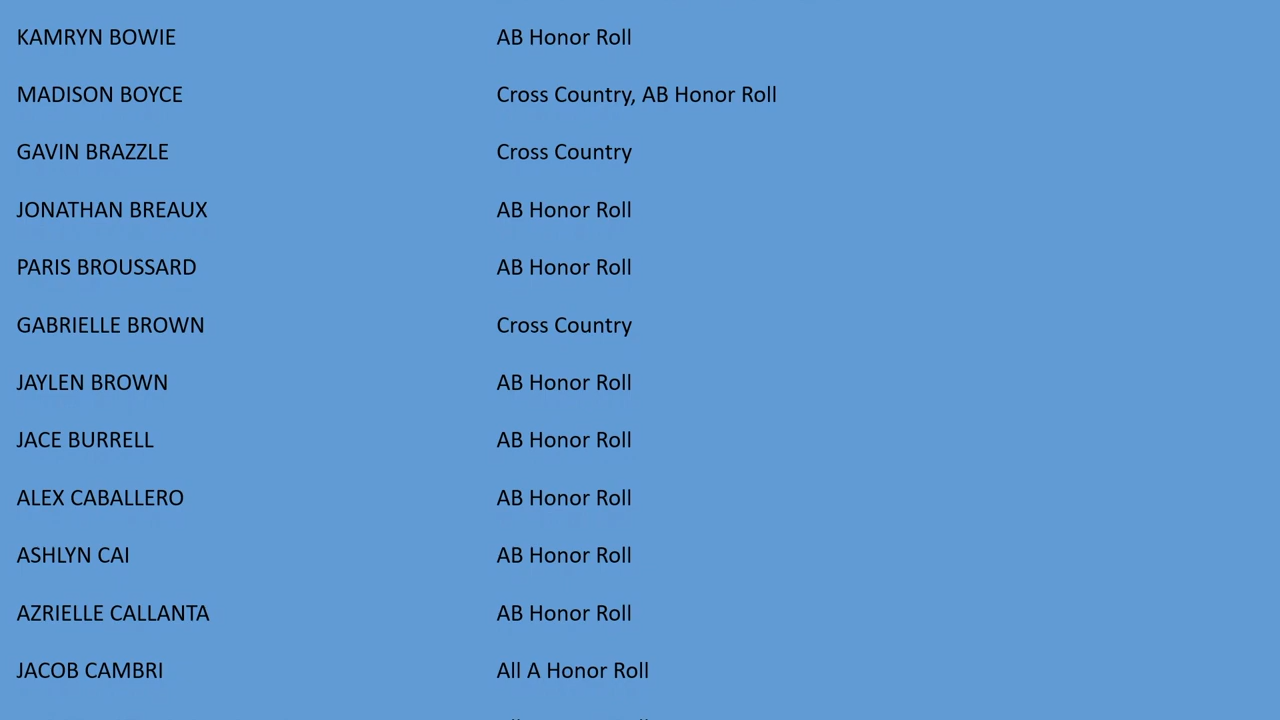 KAMRYN BOWIE AB Honor Roll
MADISON BOYCE Cross Country, AB Honor Roll
GAVIN BRAZZLE Cross Country
JONATHAN BREAUX AB Honor Roll
PARIS BROUSSARD AB Honor Roll
GABRIELLE BROWN Cross Country
JAYLEN BROWN AB Honor Roll
JACE BURRELL AB Honor Roll
ALEX CABALLERO AB Honor Roll
ASHLYN CAI AB Honor Roll
AZRIELLE CALLANTA AB Honor Roll
JACOB CAMBRI All A Honor Roll